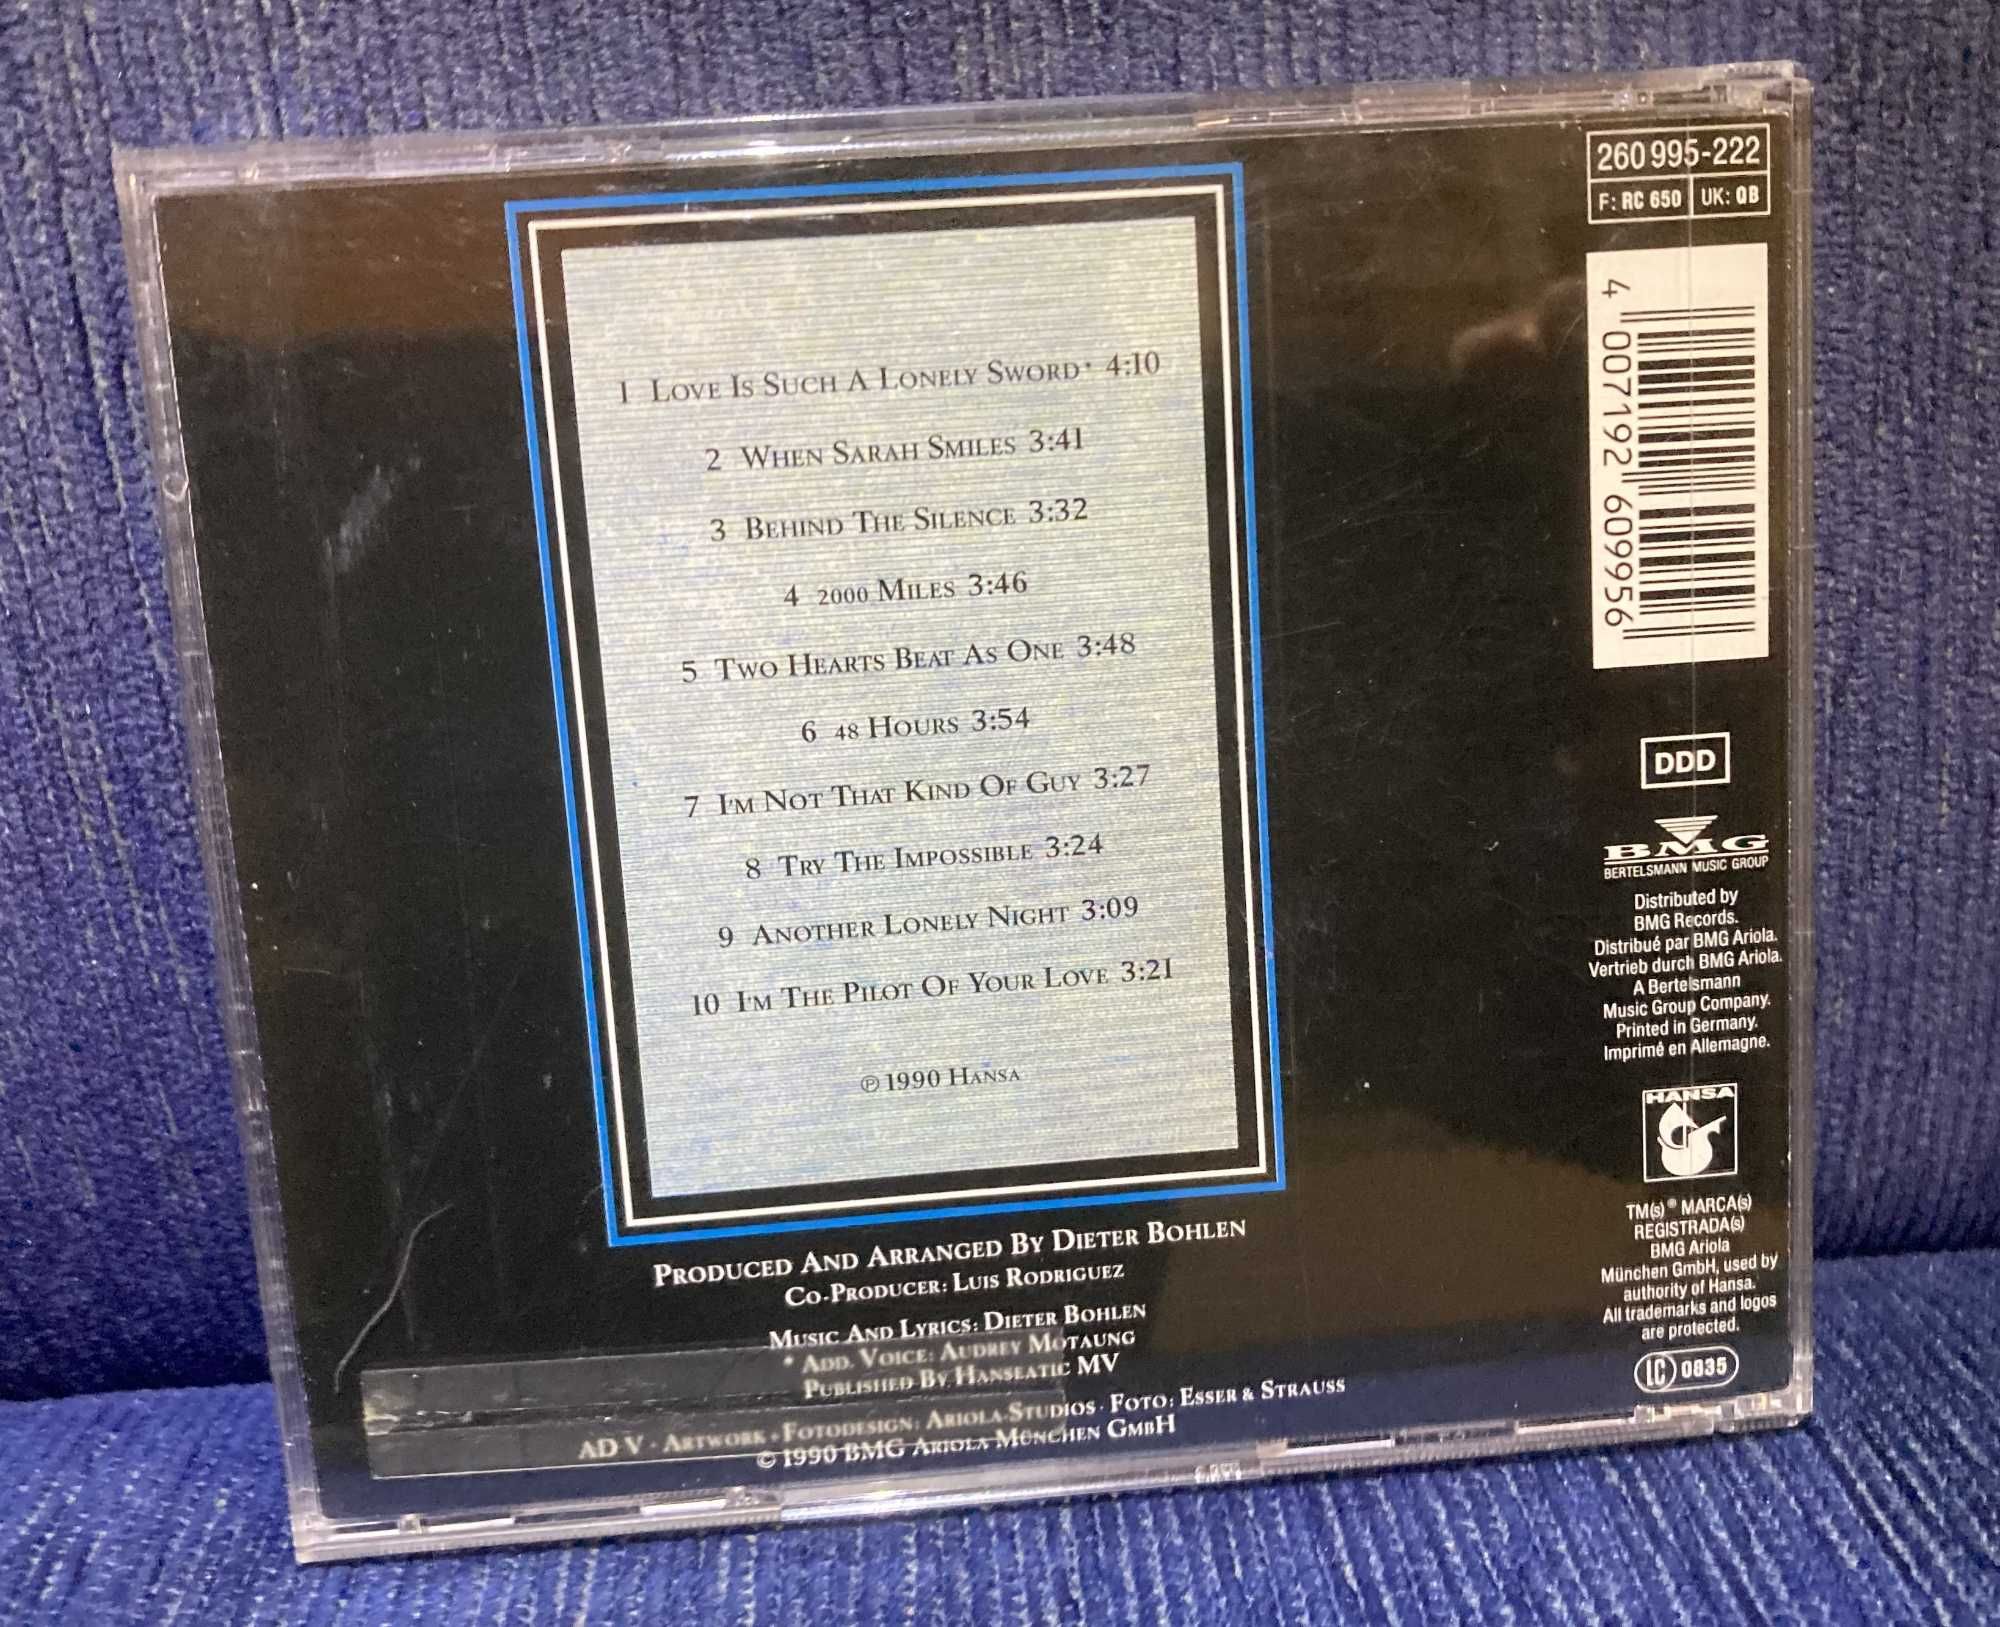 1 Love Is Such A Lonely Sword* 4:10
2 When Sarah Smiles 3:41
3 Behind The Silence 3:32
4 2000 Miles 3:46
5 Two Hearts Beat As One 3:48
6 48 Hours 3:54
7 I'm Not That Kind Of Guy 3:27
8 Try The Impossible 3:24
9 Another Lonely Night 3:09
10 I'm The Pilot Of Your Love 3:21
℗ 1990 Hansa
Produced And Arranged By Dieter Bohlen
Co-Producer: Luis Rodriguez
Music And Lyrics: Dieter Bohlen
* Add. Voice: Audrey Motaung
Published By Hanseatic MV
AD V · Artwork + Fotodesign: Ariola-Studios · Foto: Esser & Strauss
© 1990 BMG Ariola München GmbH
260 995-222
F: RC 650 UK: QB
4 007192 609956
DDD
BMG
BERTELSMANN MUSIC GROUP
Distributed by
BMG Records.
Distribué par BMG Ariola.
Vertrieb durch BMG Ariola.
A Bertelsmann
Music Group Company.
Printed in Germany.
Imprimé en Allemagne.
HANSA
TM(s) ® MARCA(s)
REGISTRADA(s)
BMG Ariola
München GmbH, used by
authority of Hansa.
All trademarks and logos
are protected.
LC 0835